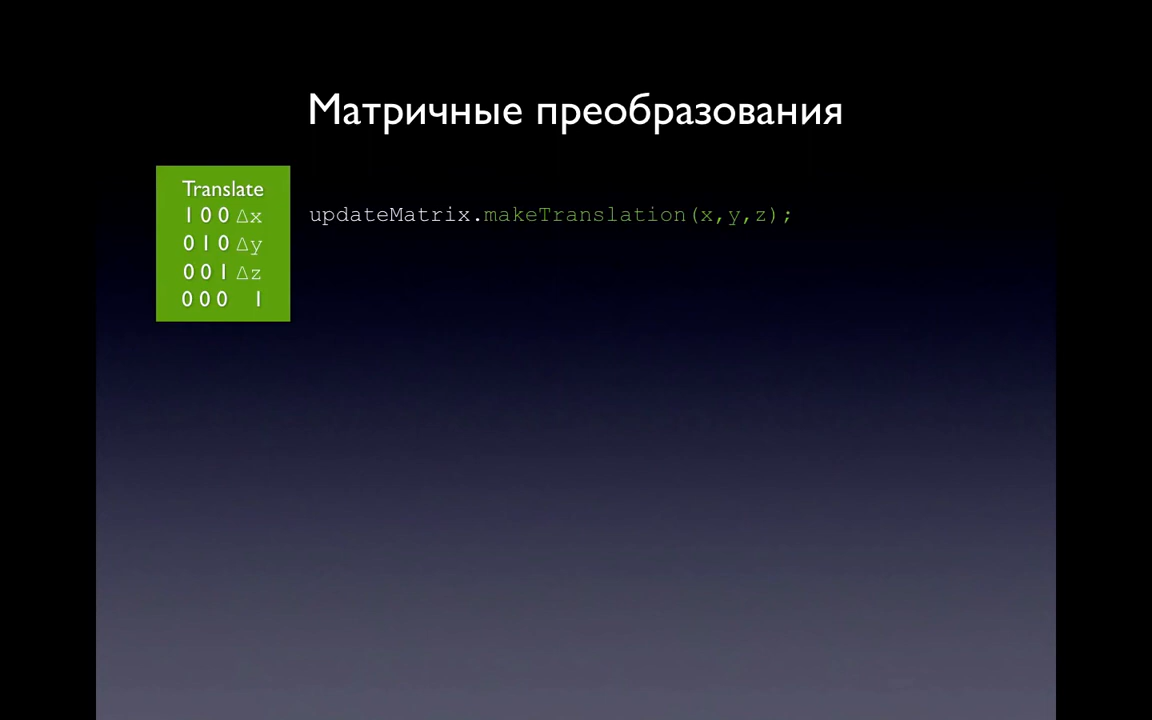 Матричные преобразования
Translate
1 0 0 Δx
0 1 0 Δy
0 0 1 Δz
0 0 0 1
updateMatrix.makeTranslation(x,y,z);